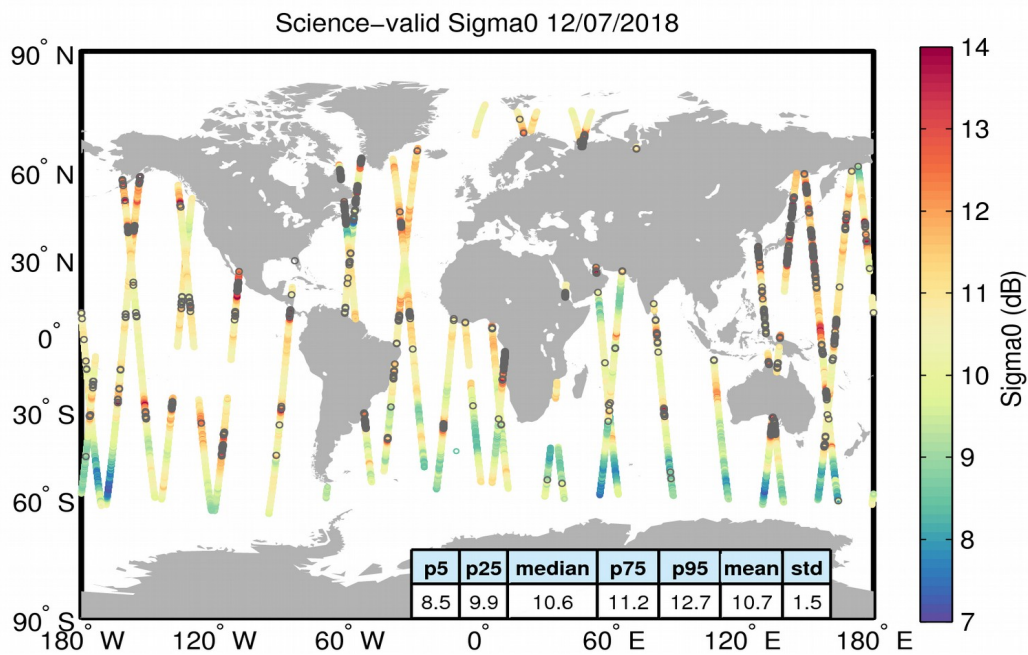 Science−valid Sigma0 12/07/2018
90° N
60° N
30° N
0°
30° S
60° S
90° S
180° W
120° W
60° W
0°
60° E
120° E
180° E
p5 p25 median p75 p95 mean std
8.5 9.9 10.6 11.2 12.7 10.7 1.5
14
13
12
11
10
9
8
7
Sigma0 (dB)